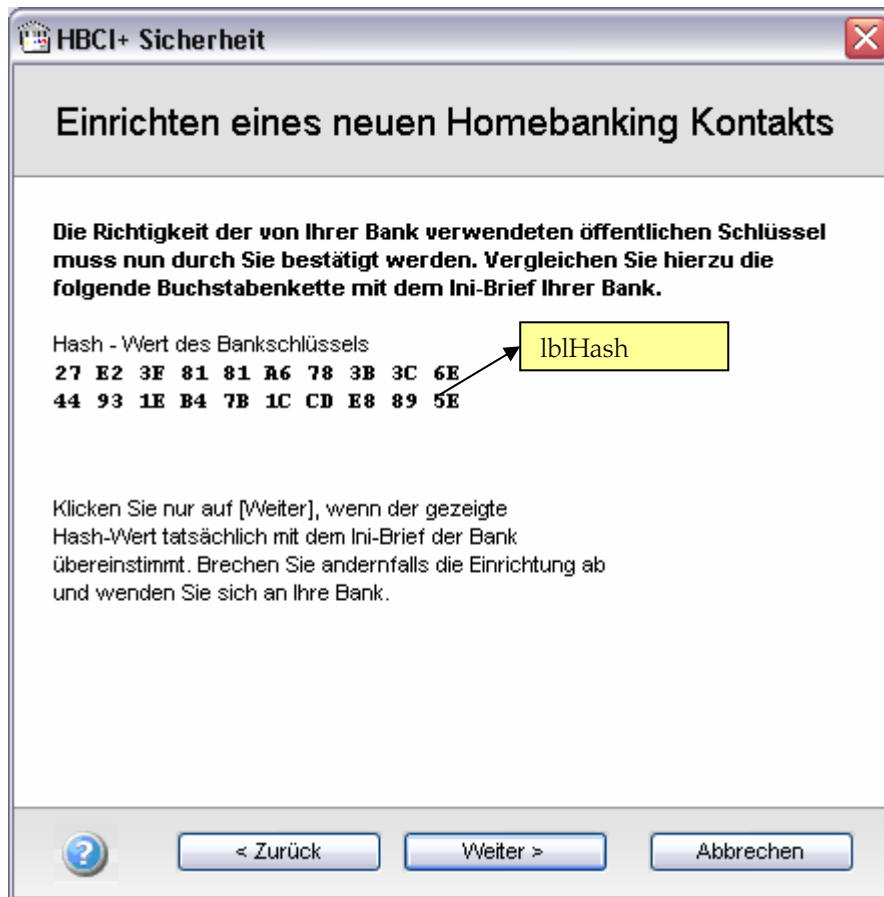 HBCI+ Sicherheit
Einrichten eines neuen Homebanking Kontakts
Die Richtigkeit der von Ihrer Bank verwendeten öffentlichen Schlüssel
muss nun durch Sie bestätigt werden. Vergleichen Sie hierzu die
folgende Buchstabenkette mit dem Ini-Brief Ihrer Bank.
Hash - Wert des Bankschlüssels
lblHash
27 E2 3F 81 81 A6 78 3B 3C 6E
44 93 1E B4 7B 1C CD E8 89 5E
Klicken Sie nur auf [Weiter], wenn der gezeigte
Hash-Wert tatsächlich mit dem Ini-Brief der Bank
übereinstimmt. Brechen Sie andernfalls die Einrichtung ab
und wenden Sie sich an Ihre Bank.
< Zurück
Weiter >
Abbrechen